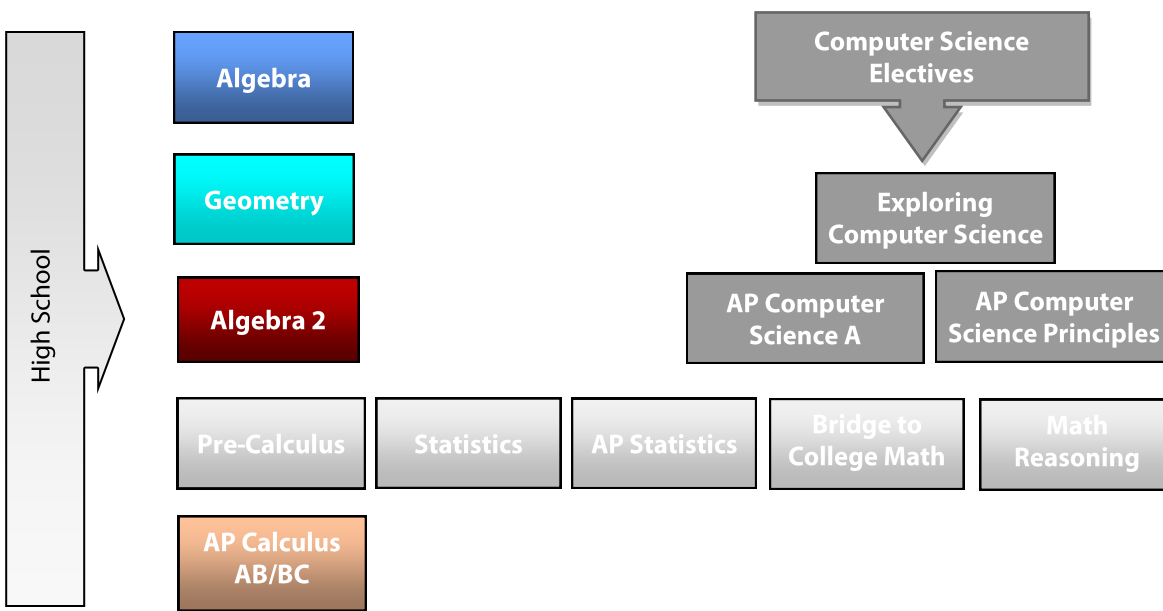 High School
Algebra
Geometry
Algebra 2
Pre-Calculus
Statistics
AP Statistics
Bridge to
College Math
Math
Reasoning
AP Calculus
AB/BC
Computer Science
Electives
Exploring
Computer Science
AP Computer
Science A
AP Computer
Science Principles